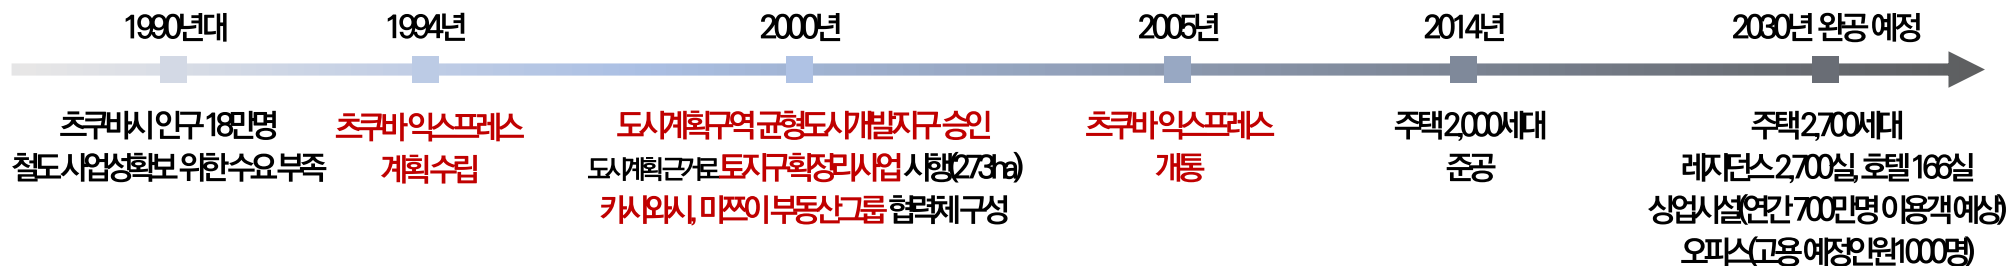 1990년대
츠쿠바시 인구 18만명
철도 사업성확보 위한 수요 부족
1994년
츠쿠바 익스프레스
계획 수립
2000년
도시계획구역 균형도시개발지구 승인
도시계획 근거로 토지구획정리사업 시행(273ha)
카시와시, 미쯔이 부동산그룹 협력체 구성
2005년
츠쿠바 익스프레스
개통
2014년
주택 2,000세대
준공
2030년 완공 예정
주택 2,700세대
레지던스 2,700실, 호텔 166실
상업시설(연간 700만명 이용객 예상)
오피스(고용 예정인원1000명)